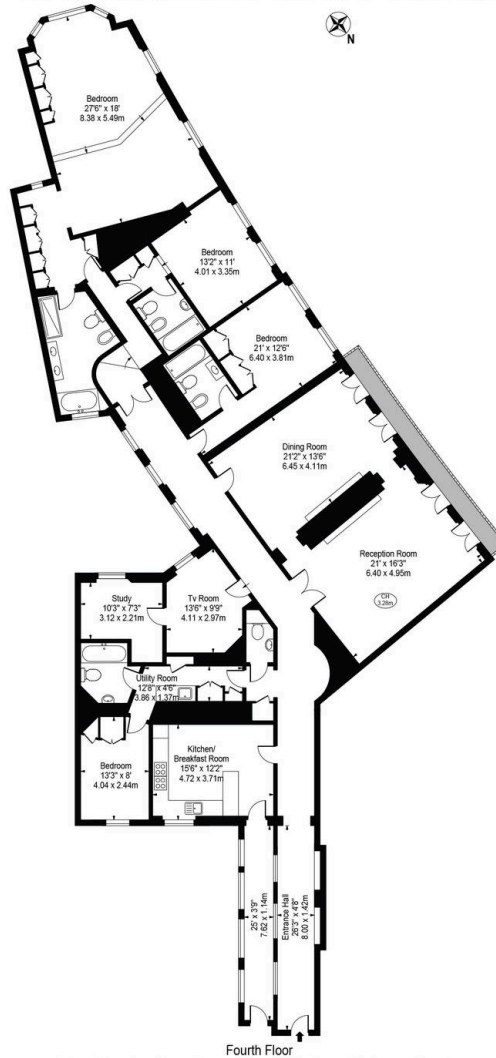 N
Bedroom
27'6" x 18'
8.38 x 5.49m
Bedroom
13'2" x 11'
4.01 x 3.35m
Bedroom
21' x 12'6"
6.40 x 3.81m
Dining Room
21'2" x 13'6"
6.45 x 4.11m
Reception Room
21' x 16'3"
6.40 x 4.95m
CH
3.28m
Study
10'3" x 7'3"
3.12 x 2.21m
Tv Room
13'6" x 9'9"
4.11 x 2.97m
Utility Room
12'8" x 4'6"
3.86 x 1.37m
Bedroom
13'3" x 8'
4.04 x 2.44m
Kitchen/
Breakfast Room
15'6" x 12'2"
4.72 x 3.71m
25' x 3'9"
7.62 x 1.14m
Entrance Hall
26'3" x 4'8"
8.00 x 1.42m
Fourth Floor